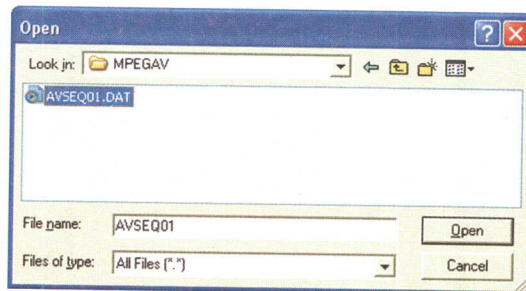 Open
Look in: MPEGAV
AVSEQ01.DAT
File name: AVSEQ01
Open
Files of type: All Files (*.*)
Cancel